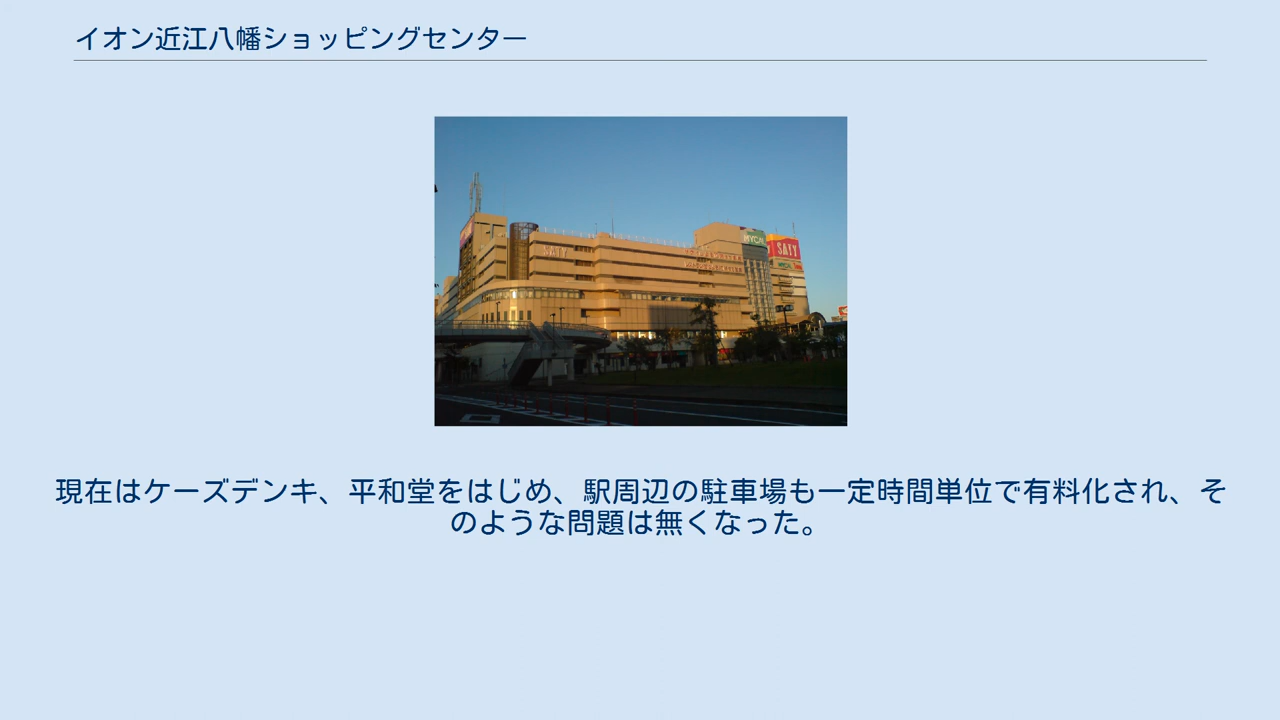 イオン近江八幡ショッピングセンター
SATY
MYCAL
SATY
現在はケーズデンキ、平和堂をはじめ、駅周辺の駐車場も一定時間単位で有料化され、そ
のような問題は無くなった。